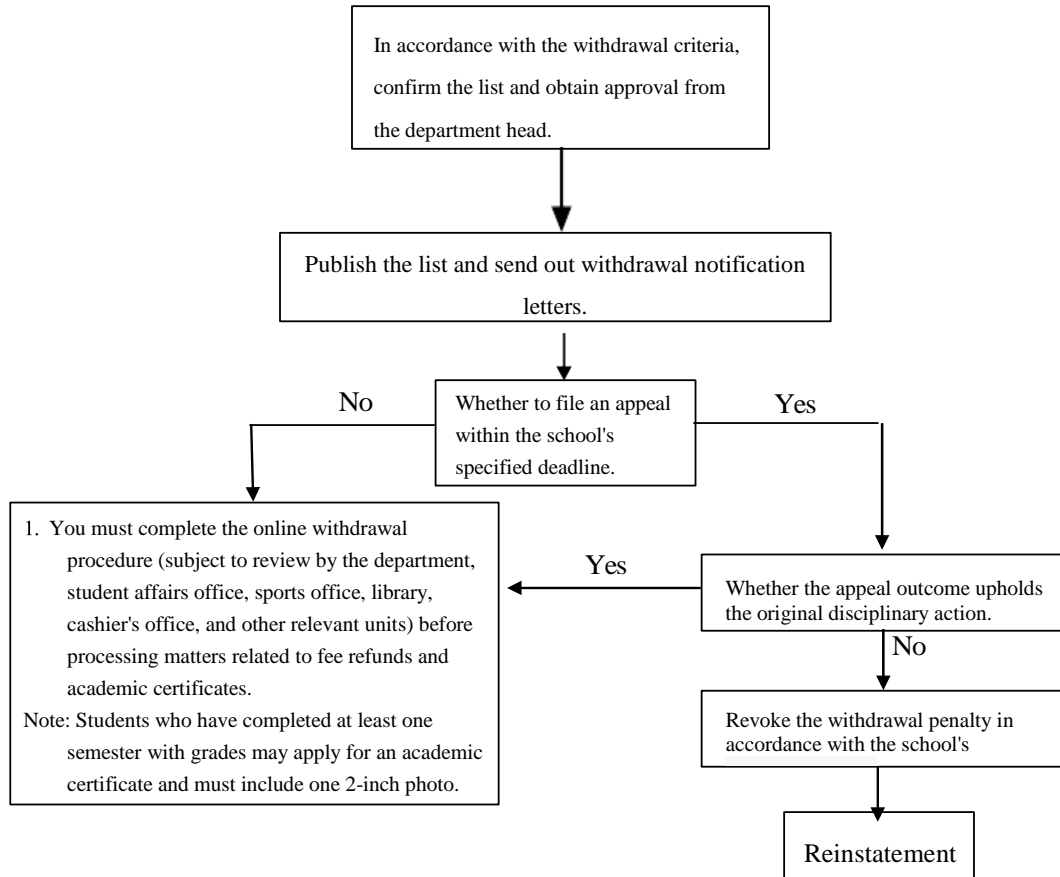 In accordance with the withdrawal criteria,
confirm the list and obtain approval from
the department head.
Publish the list and send out withdrawal notification
letters.
No
Whether to file an appeal
within the school's
specified deadline.
Yes
1. You must complete the online withdrawal
procedure (subject to review by the department,
student affairs office, sports office, library,
cashier's office, and other relevant units) before
processing matters related to fee refunds and
academic certificates.
Note: Students who have completed at least one
semester with grades may apply for an academic
certificate and must include one 2-inch photo.
Yes
Whether the appeal outcome upholds
the original disciplinary action.
No
Revoke the withdrawal penalty in
accordance with the school's
Reinstatement